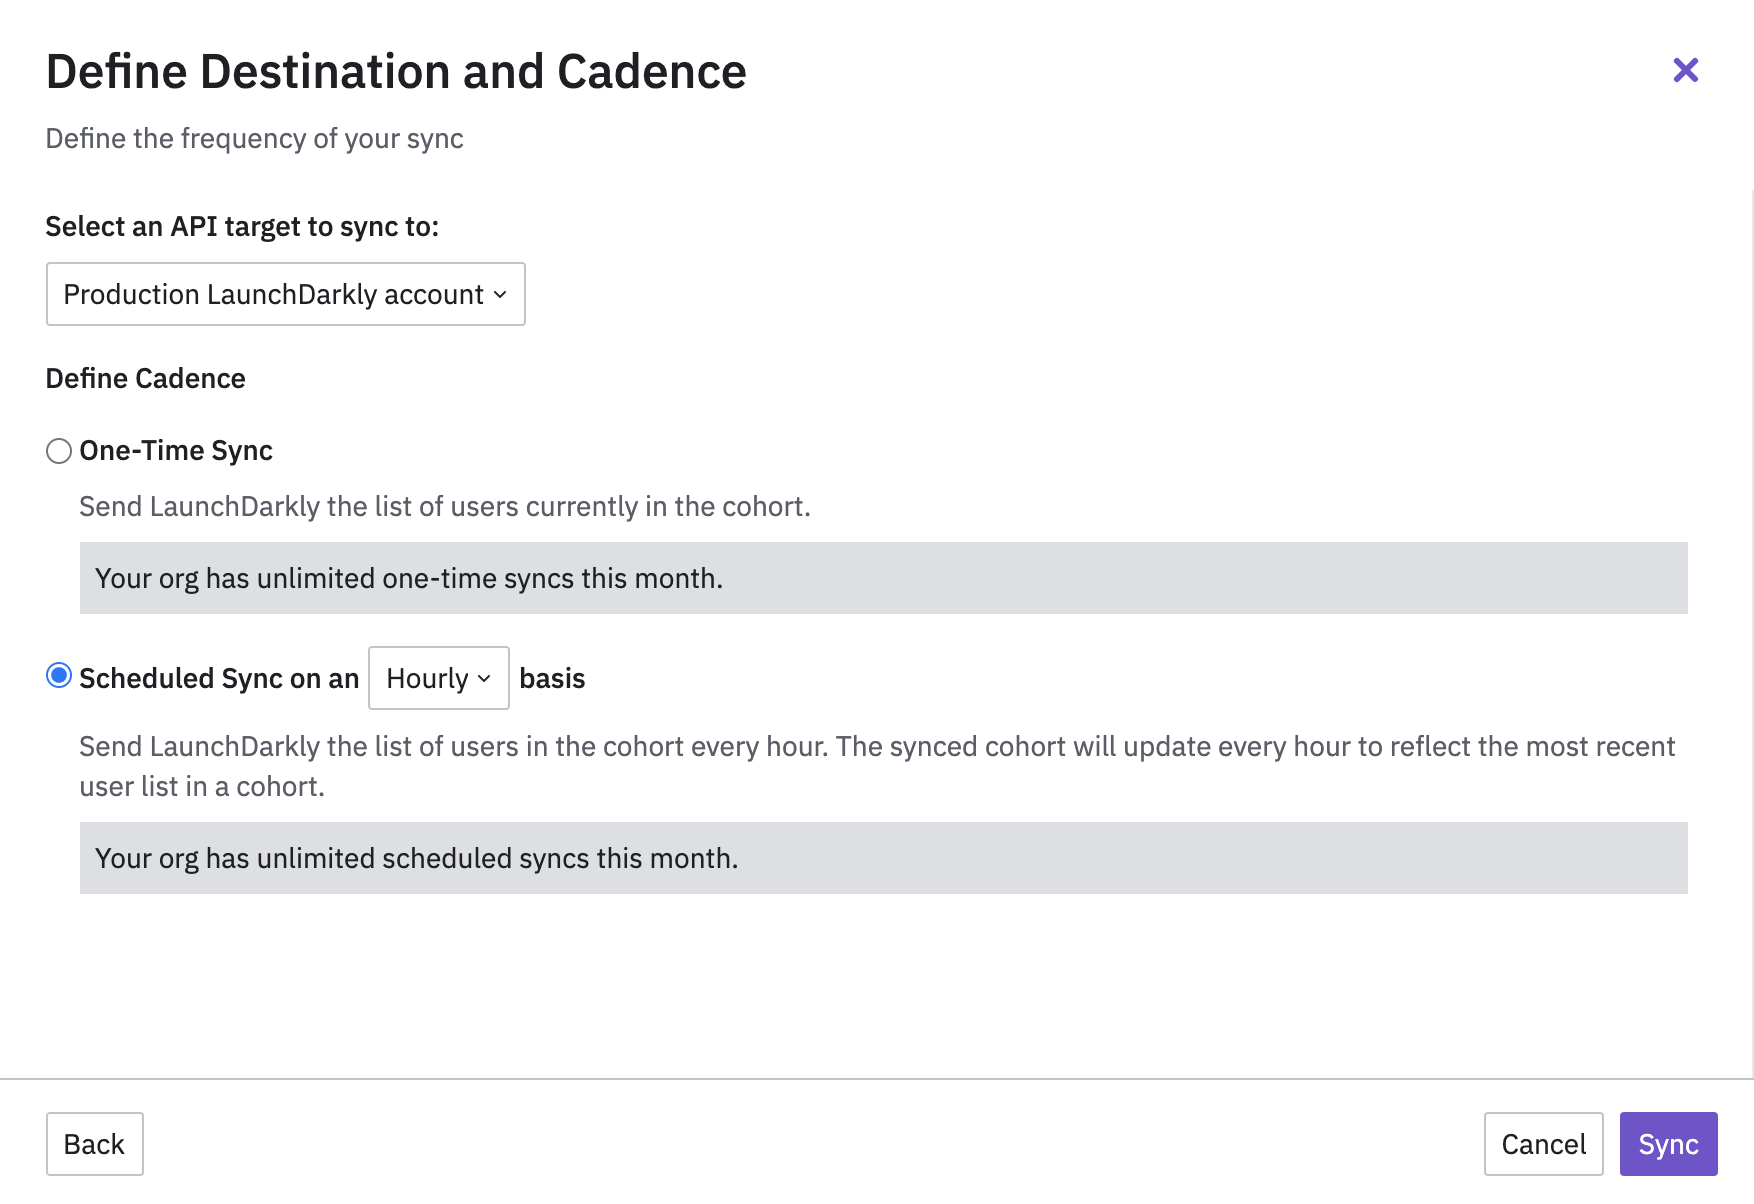 Define Destination and Cadence
Define the frequency of your sync
Select an API target to sync to:
Production LaunchDarkly account
Define Cadence
One-Time Sync
Send LaunchDarkly the list of users currently in the cohort.
Your org has unlimited one-time syncs this month.
Scheduled Sync on an Hourly basis
Send LaunchDarkly the list of users in the cohort every hour. The synced cohort will update every hour to reflect the most recent
user list in a cohort.
Your org has unlimited scheduled syncs this month.
Back Cancel Sync